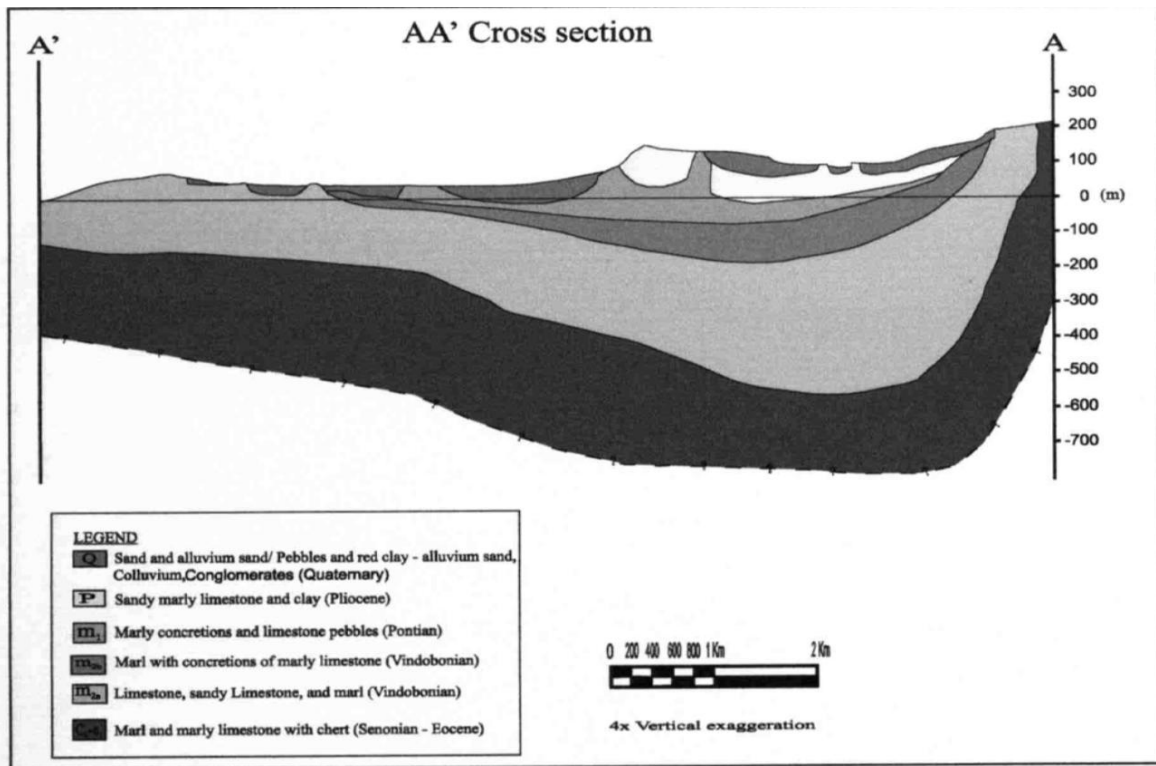 AA' Cross section
A'
A
300
200
100
0 (m)
-100
-200
-300
-400
-500
-600
-700
LEGEND
Q Sand and alluvium sand/ Pebbles and red clay - alluvium sand,
Colluvium,Conglomerates (Quaternary)
P Sandy marly limestone and clay (Pliocene)
Marly concretions and limestone pebbles (Pontian)
Marl with concretions of marly limestone (Vindobonian)
Limestone, sandy Limestone, and marl (Vindobonian)
Marl and marly limestone with chert (Senonian - Eocene)
0 200 400 600 800 1 Km 2 Km
4x Vertical exaggeration